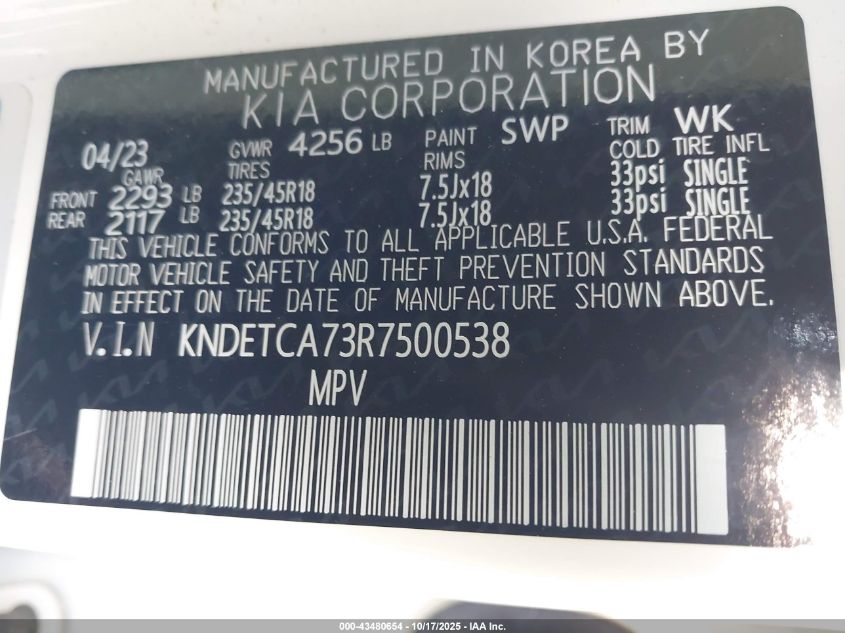 MANUFACTURED IN KOREA BY
KIA CORPORATION
04/23 GVWR 4256 LB PAINT SWP TRIM WK
GAWR TIRES RIMS COLD TIRE INFL
FRONT 2293 LB 235/45R18 7.5Jx18 33psi SINGLE
REAR 2117 LB 235/45R18 7.5Jx18 33psi SINGLE
THIS VEHICLE CONFORMS TO ALL APPLICABLE U.S.A. FEDERAL
MOTOR VEHICLE SAFETY AND THEFT PREVENTION STANDARDS
IN EFFECT ON THE DATE OF MANUFACTURE SHOWN ABOVE.
V.I.N KNDETCA73R7500538
MPV
000-43480654 - 10/17/2025 - IAA Inc.